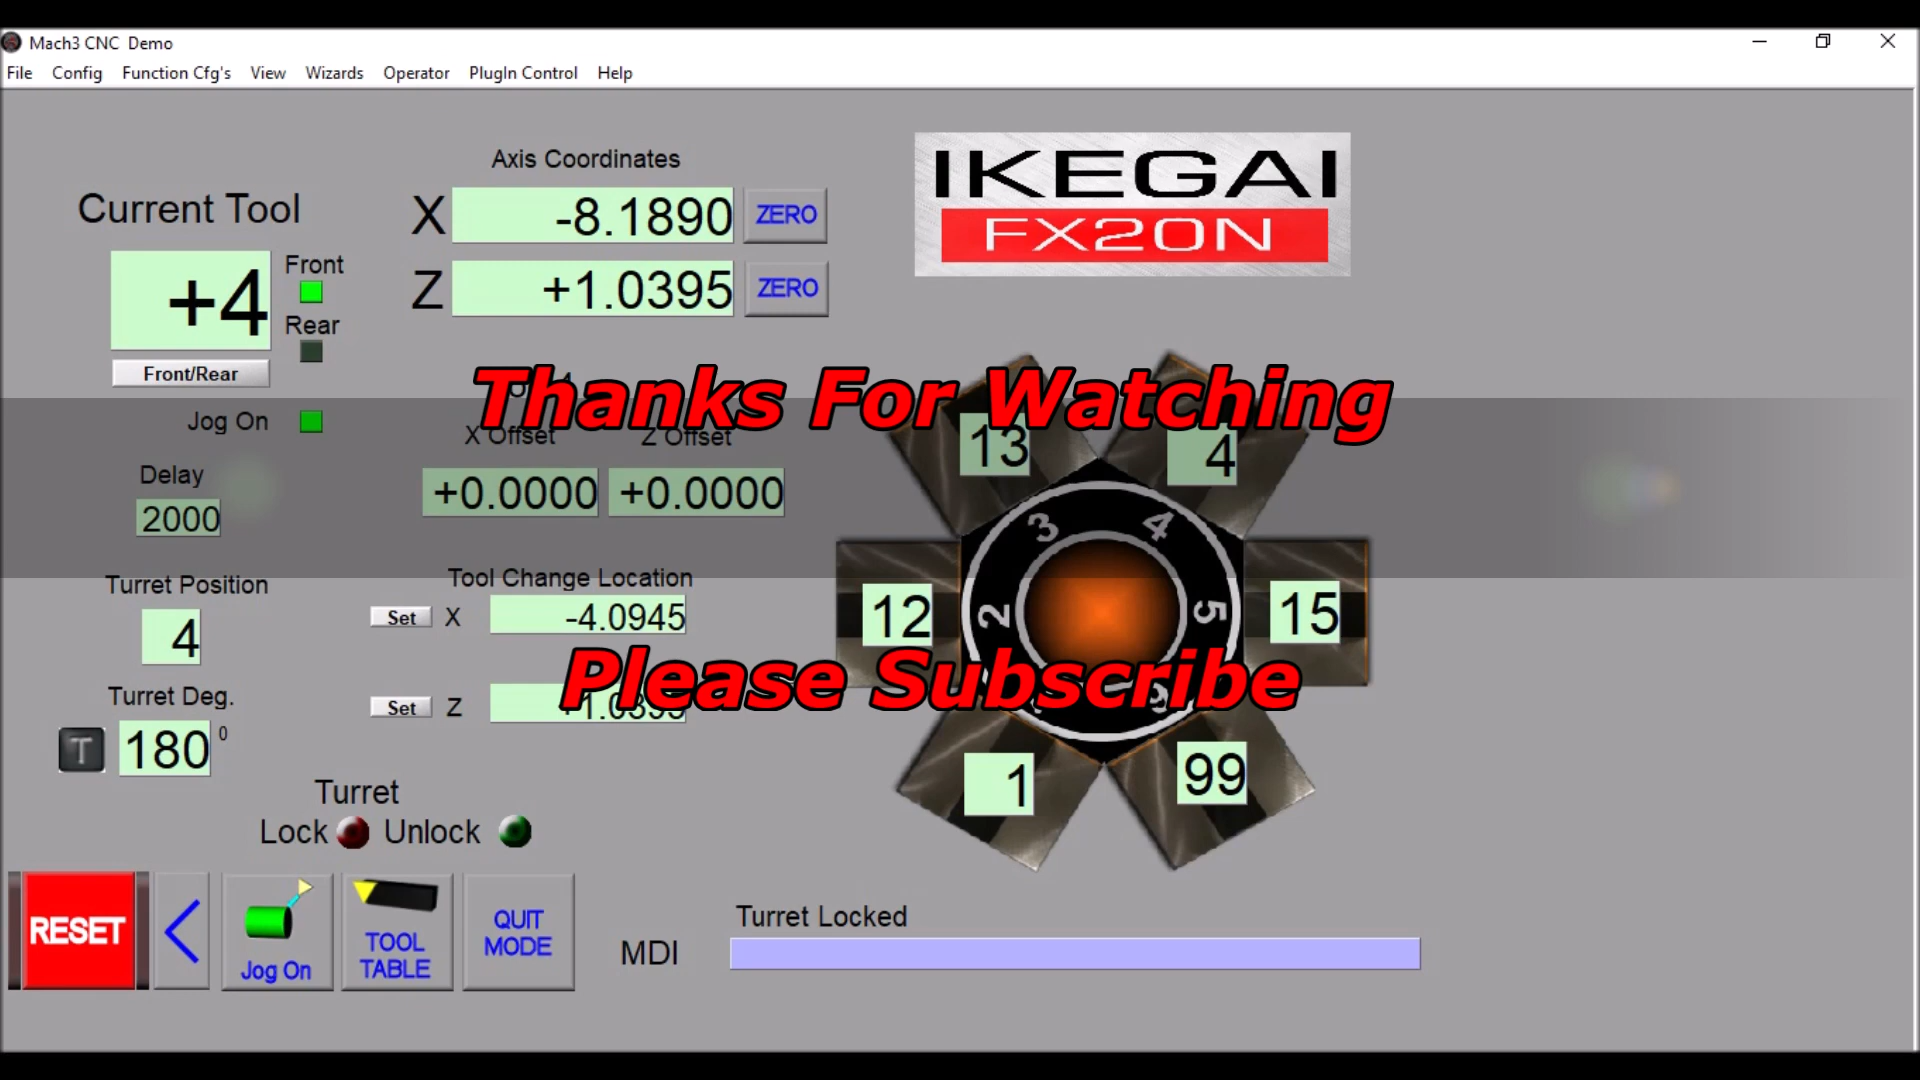 Mach3 CNC Demo
File Config Function Cfg's View Wizards Operator PlugIn Control Help
Axis Coordinates
Current Tool
X -8.1890 ZERO
Z +1.0395 ZERO
IKEGAI
FX20N
+4
Front
Rear
Front/Rear
Thanks For Watching
Jog On
X Offset Z Offset
13 4
Delay
2000
+0.0000 +0.0000
3 4
Turret Position
4
Tool Change Location
Set X -4.0945
12 2 5 15
Please Subscribe
Turret Deg.
T 180 0
Set Z
1 99
Turret
Lock Unlock
RESET
Jog On
TOOL
TABLE
QUIT
MODE
Turret Locked
MDI